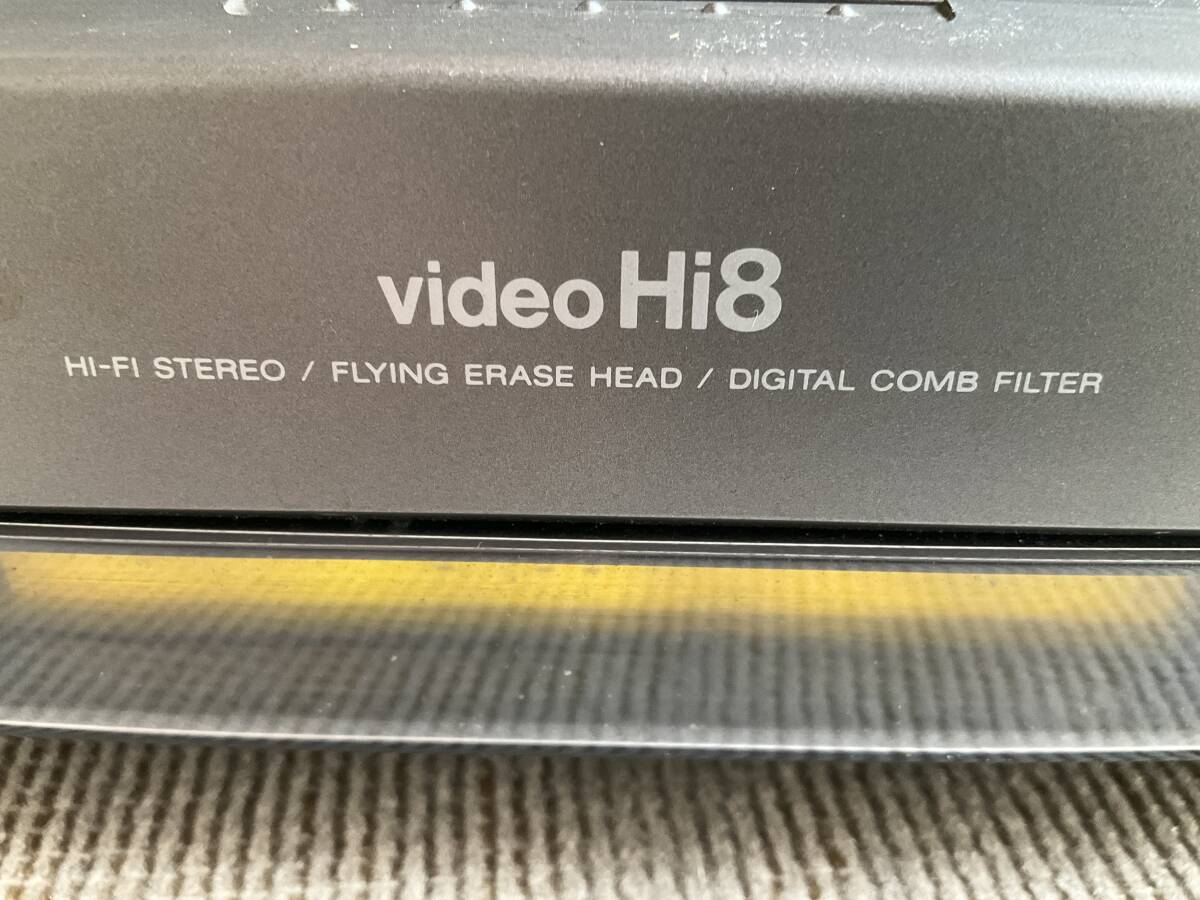 video Hi8
HI-FI STEREO / FLYING ERASE HEAD / DIGITAL COMB FILTER